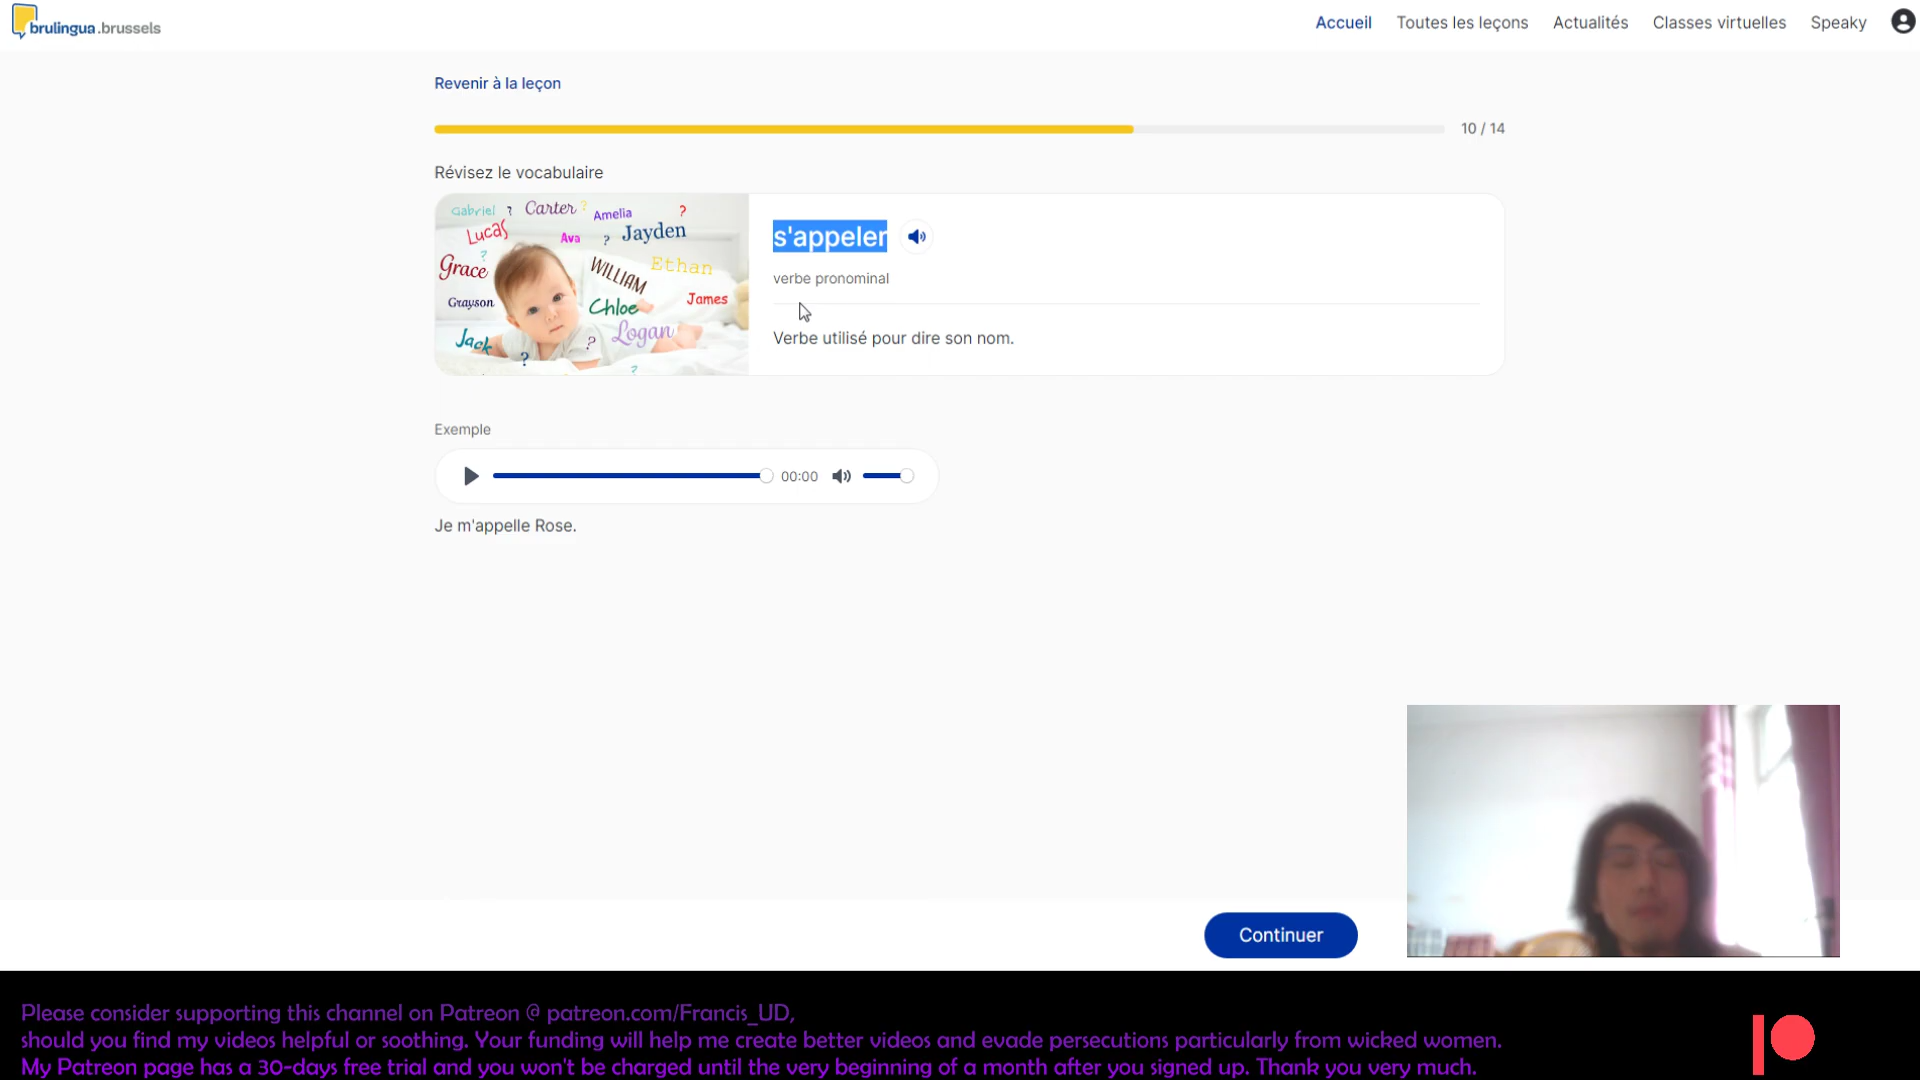 brulingua.brussels
Accueil
Toutes les leçons
Actualités
Classes virtuelles
Speaky
Revenir à la leçon
10 / 14
Révisez le vocabulaire
Gabriel ? Carter ? Amelia ?
Lucas ? Ava ? Jayden
Grace WILLIAM Ethan
Grayson Chloe James
Jack ? ? Logan
?
s'appeler
verbe pronominal
Verbe utilisé pour dire son nom.
Exemple
00:00
Je m'appelle Rose.
Continuer
Please consider supporting this channel on Patreon @ patreon.com/Francis_UD,
should you find my videos helpful or soothing. Your funding will help me create better videos and evade persecutions particularly from wicked women.
My Patreon page has a 30-days free trial and you won't be charged until the very beginning of a month after you signed up. Thank you very much.